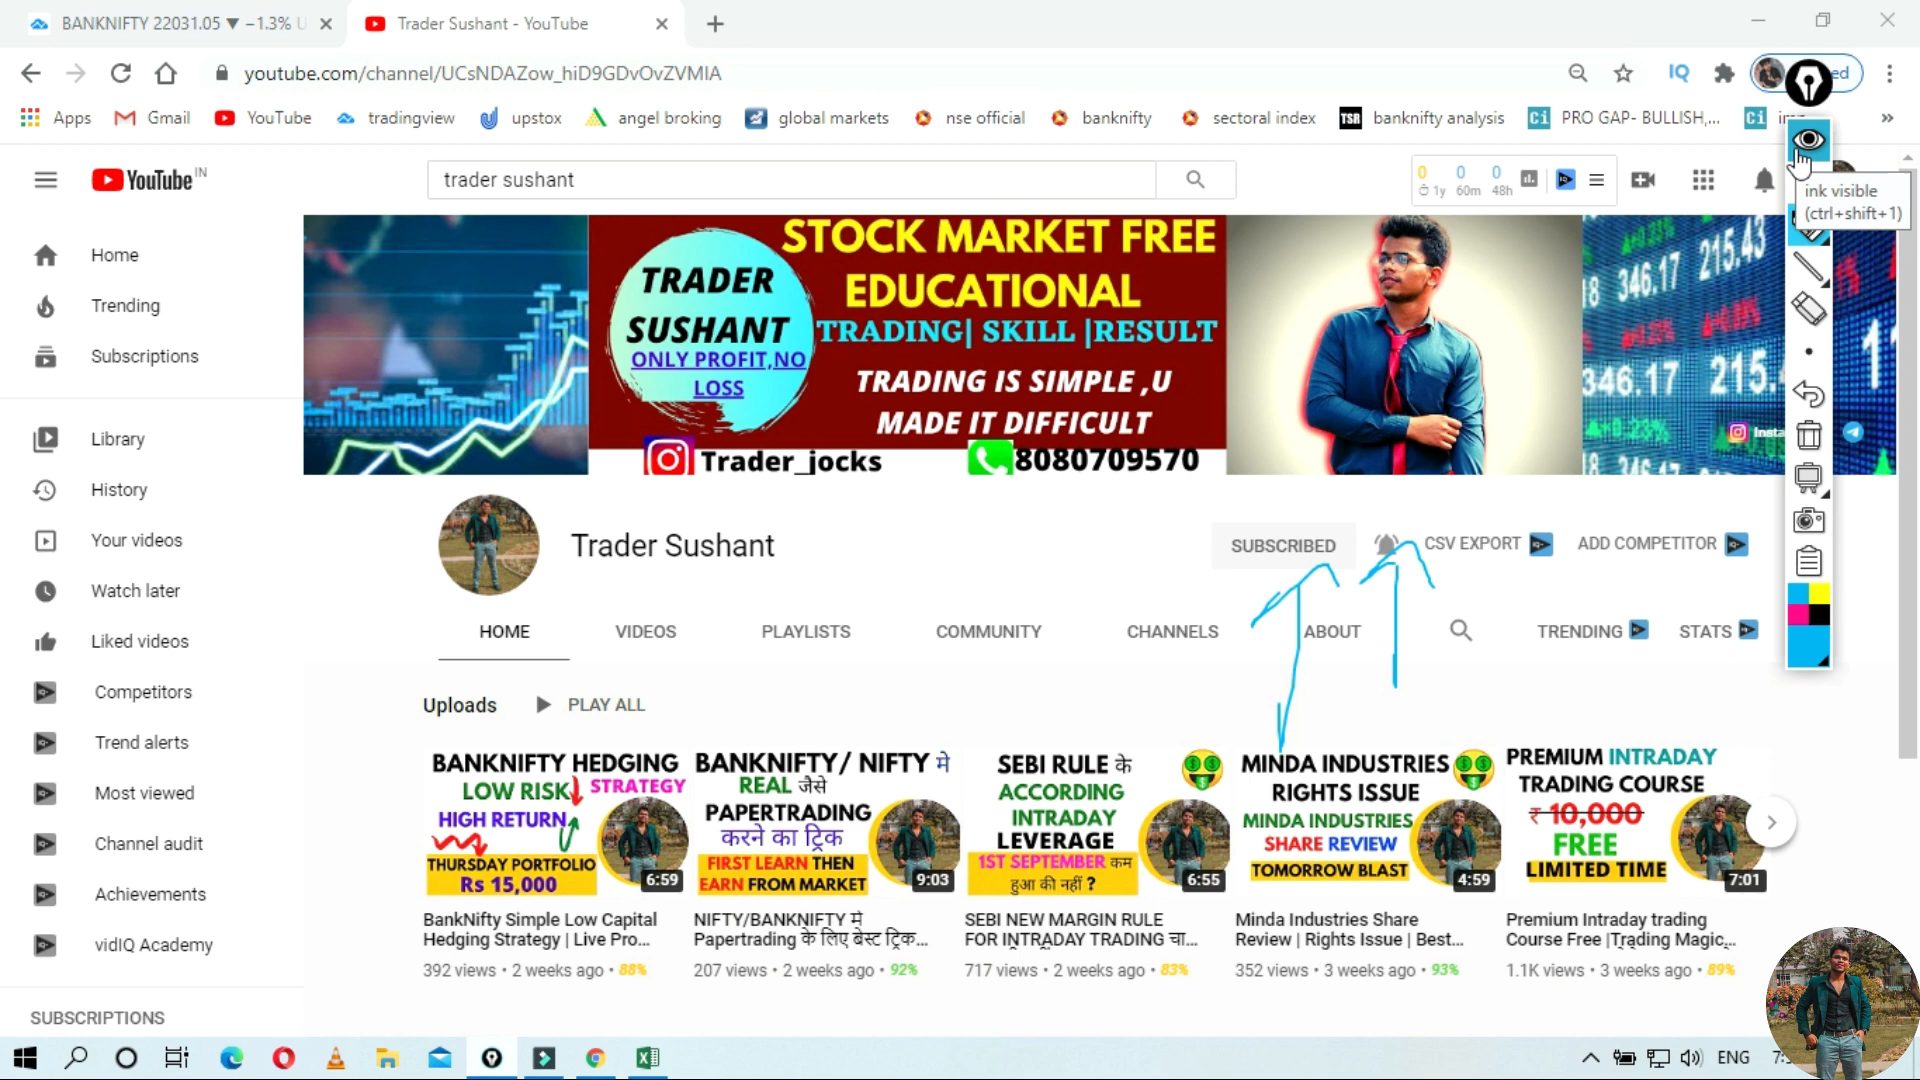 BANKNIFTY 22031.05 ▼ −1.3% U
Trader Sushant - YouTube
youtube.com/channel/UCsNDAZow_hiD9GDvOvZVMIA
IQ
Apps
Gmail
YouTube
tradingview
upstox
angel broking
global markets
nse official
banknifty
sectoral index
TSR
banknifty analysis
Ci
PRO GAP- BULLISH,...
Ci
YouTube IN
trader sushant
0 0 0
1y 60m 48h
ink visible
(ctrl+shift+1)
Home
Trending
Subscriptions
Library
History
Your videos
Watch later
Liked videos
Competitors
Trend alerts
Most viewed
Channel audit
Achievements
vidIQ Academy
SUBSCRIPTIONS
TRADER
SUSHANT
ONLY PROFIT,NO
LOSS
STOCK MARKET FREE
EDUCATIONAL
TRADING| SKILL |RESULT
TRADING IS SIMPLE ,U
MADE IT DIFFICULT
Trader_jocks
8080709570
346.17 215.43
346.17
Trader Sushant
SUBSCRIBED
CSV EXPORT
ADD COMPETITOR
HOME
VIDEOS
PLAYLISTS
COMMUNITY
CHANNELS
ABOUT
TRENDING
STATS
Uploads
PLAY ALL
BANKNIFTY HEDGING
LOW RISK STRATEGY
HIGH RETURN
THURSDAY PORTFOLIO
Rs 15,000
6:59
BankNifty Simple Low Capital
Hedging Strategy | Live Pro...
392 views • 2 weeks ago • 88%
BANKNIFTY/ NIFTY मे
REAL जैसे
PAPERTRADING
करने का ट्रिक
FIRST LEARN THEN
EARN FROM MARKET
9:03
NIFTY/BANKNIFTY में
Papertrading के लिए बेस्ट ट्रिक...
207 views • 2 weeks ago • 92%
SEBI RULE के
ACCORDING
INTRADAY
LEVERAGE
1ST SEPTEMBER कम
हुआ की नहीं ?
6:55
SEBI NEW MARGIN RULE
FOR INTRADAY TRADING चा...
717 views • 2 weeks ago • 83%
MINDA INDUSTRIES
RIGHTS ISSUE
MINDA INDUSTRIES
SHARE REVIEW
TOMORROW BLAST
4:59
Minda Industries Share
Review | Rights Issue | Best...
352 views • 3 weeks ago • 93%
PREMIUM INTRADAY
TRADING COURSE
₹ 10,000
FREE
LIMITED TIME
7:01
Premium Intraday trading
Course Free |Trading Magic...
1.1K views • 3 weeks ago • 89%
ENG